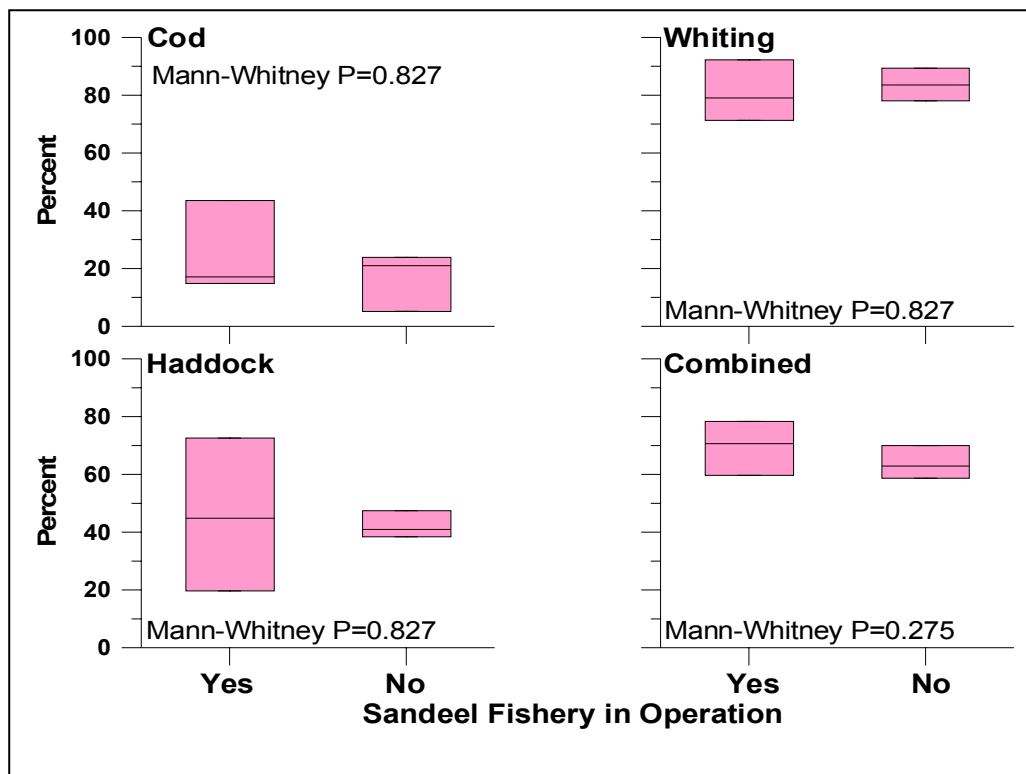 Cod
Mann-Whitney P=0.827
Percent
100
80
60
40
20
0
Whiting
Mann-Whitney P=0.827
Haddock
Mann-Whitney P=0.827
Percent
100
80
60
40
20
0
Combined
Mann-Whitney P=0.275
Yes No Yes No
Sandeel Fishery in Operation